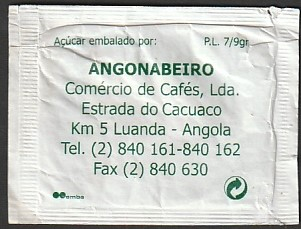 Açúcar embalado por: P.L. 7/9gr
ANGONABEIRO
Comércio de Cafés, Lda.
Estrada do Cacuaco
Km 5 Luanda - Angola
Tel. (2) 840 161-840 162
Fax (2) 840 630
emba